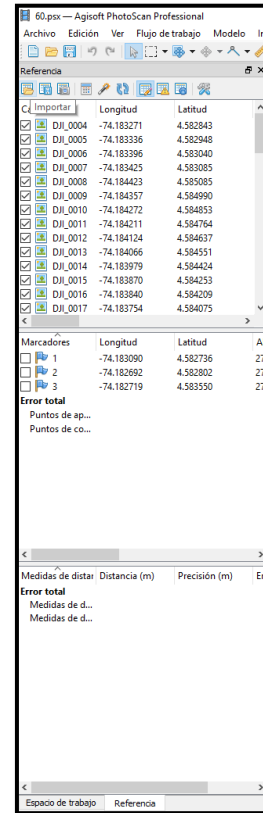 60.psx — Agisoft PhotoScan Professional
Archivo Edición Ver Flujo de trabajo Modelo
Referencia
Importar
Longitud Latitud
DJI_0004 -74.183271 4.582843
DJI_0005 -74.183336 4.582948
DJI_0006 -74.183396 4.583040
DJI_0007 -74.183425 4.583085
DJI_0008 -74.184423 4.585085
DJI_0009 -74.184357 4.584990
DJI_0010 -74.184272 4.584853
DJI_0011 -74.184211 4.584764
DJI_0012 -74.184124 4.584637
DJI_0013 -74.184066 4.584551
DJI_0014 -74.183979 4.584424
DJI_0015 -74.183870 4.584253
DJI_0016 -74.183840 4.584209
DJI_0017 -74.183754 4.584075
Marcadores Longitud Latitud A
1 -74.183090 4.582736 27
2 -74.182692 4.582802 27
3 -74.182719 4.583550 27
Error total
Puntos de ap...
Puntos de co...
Medidas de distar Distancia (m) Precisión (m) Er
Error total
Medidas de d...
Medidas de d...
Espacio de trabajo Referencia